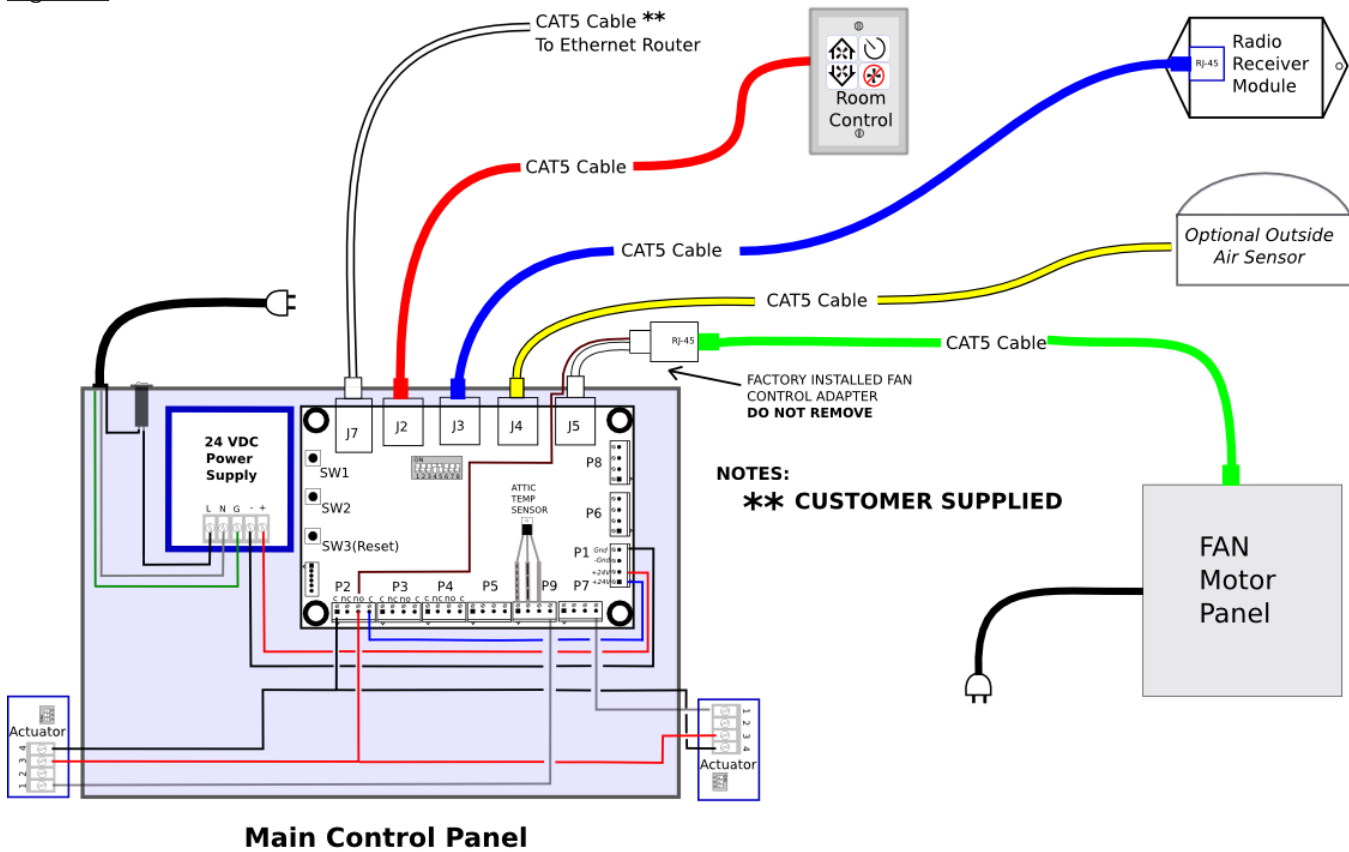 CAT5 Cable **
To Ethernet Router
Room
Control
RJ-45
Radio
Receiver
Module
CAT5 Cable
CAT5 Cable
Optional Outside
Air Sensor
CAT5 Cable
RJ-45
CAT5 Cable
FACTORY INSTALLED FAN
CONTROL ADAPTER
DO NOT REMOVE
24 VDC
Power
Supply
L N G - +
J7
J2
J3
J4
J5
ON
1 2 3 4 5 6 7 8
SW1
SW2
SW3(Reset)
ATTIC
TEMP
SENSOR
P8
P6
P1
Gnd
-Gnd
+24V
+24V
P2
P3
P4
P5
P9
P7
c nc no c
c nc no c
c nc no c
NOTES:
** CUSTOMER SUPPLIED
FAN
Motor
Panel
Actuator
4
3
2
1
1
2
3
4
Actuator
Main Control Panel